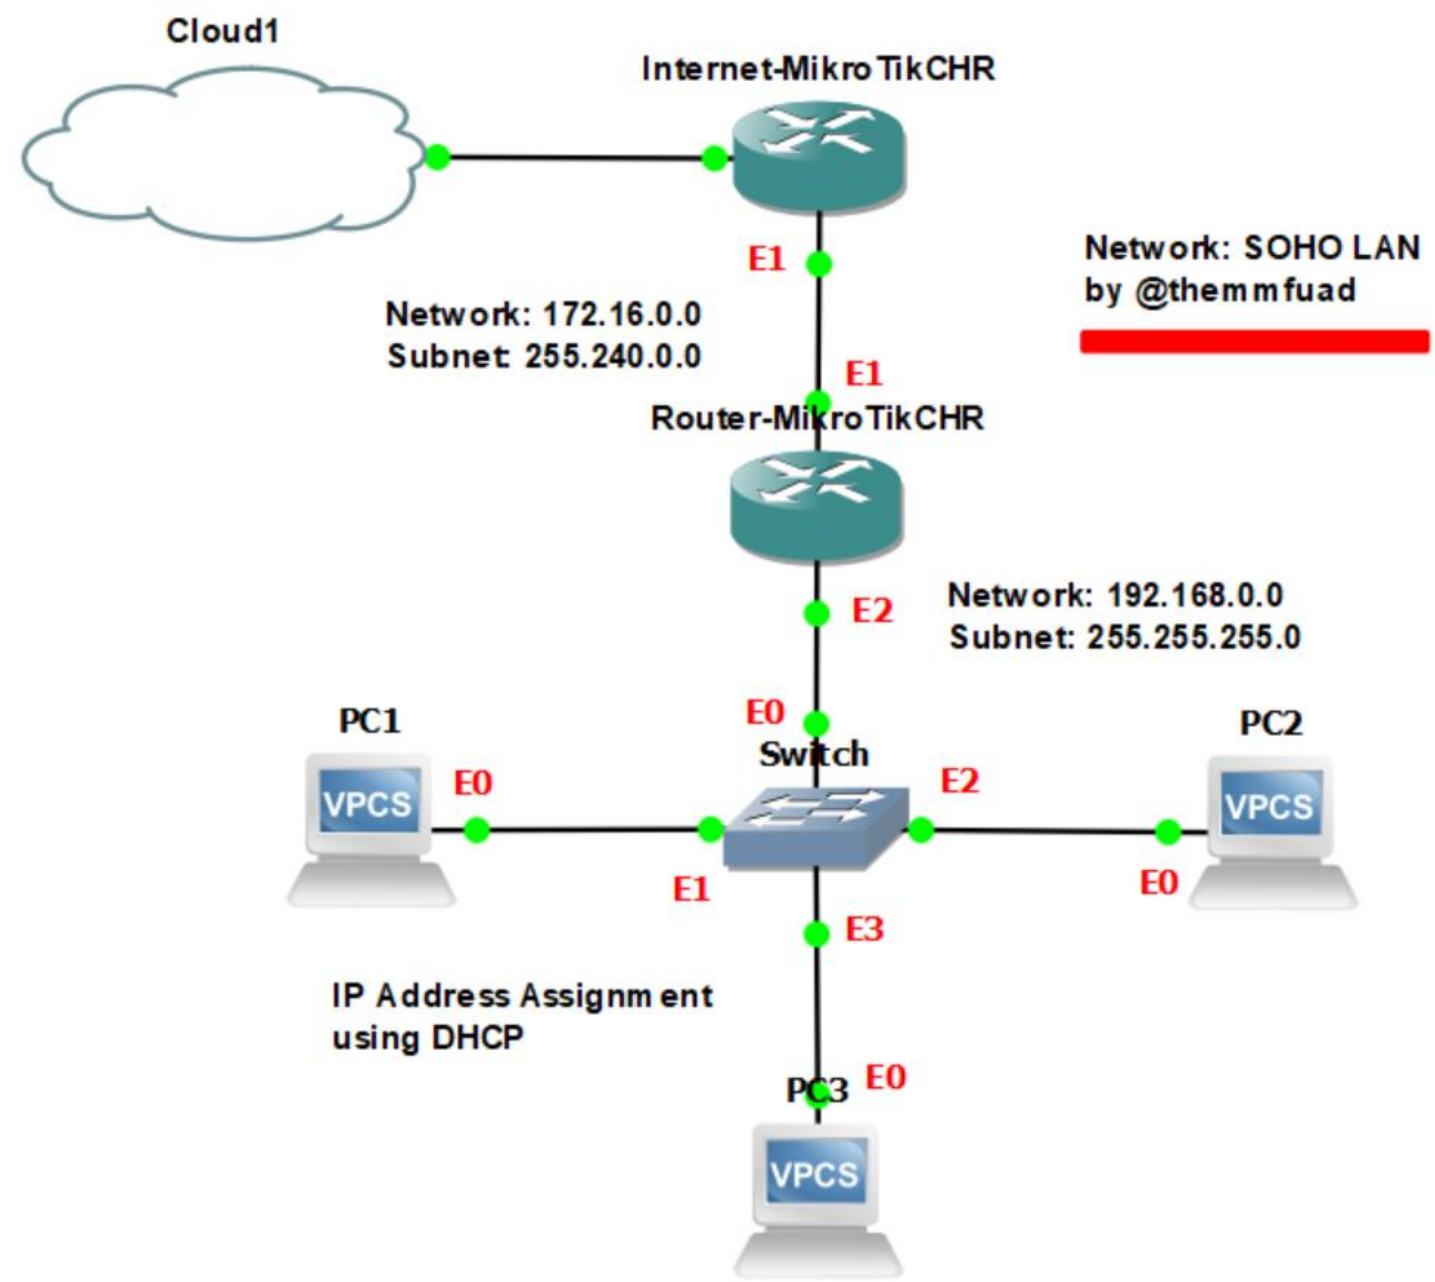 Cloud1
Internet-MikroTikCHR
E1
Network: SOHO LAN
by @themmfuad
Network: 172.16.0.0
Subnet: 255.240.0.0
E1
Router-MikroTikCHR
E2
Network: 192.168.0.0
Subnet: 255.255.255.0
PC1
E0
PC2
Switch
E0
E2
VPCS
VPCS
E1
E0
E3
IP Address Assignment
using DHCP
E0
PC3
VPCS